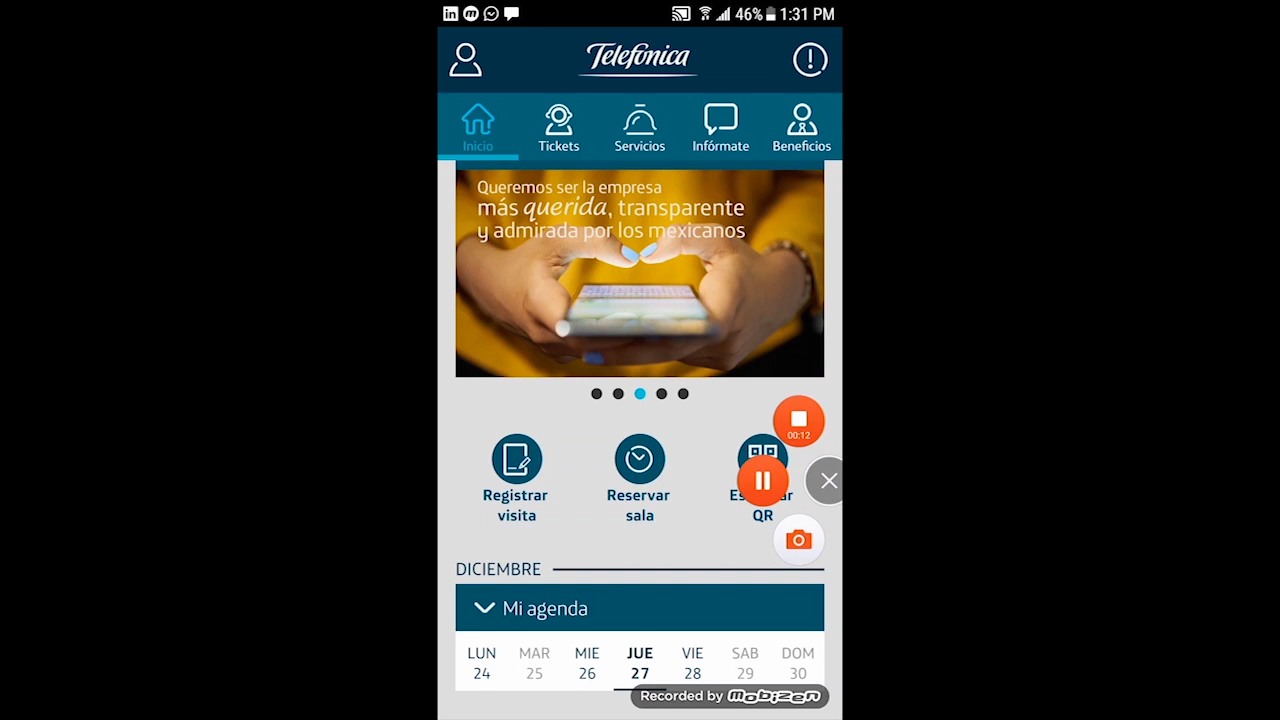 46% 1:31 PM
Telefónica
Inicio
Tickets
Servicios
Infórmate
Beneficios
Queremos ser la empresa
más querida, transparente
y admirada por los mexicanos
00:12
Registrar
visita
Reservar
sala
QR
DICIEMBRE
Mi agenda
LUN MAR MIE JUE VIE SAB DOM
24 25 26 27 28 29 30
Recorded by mobizen